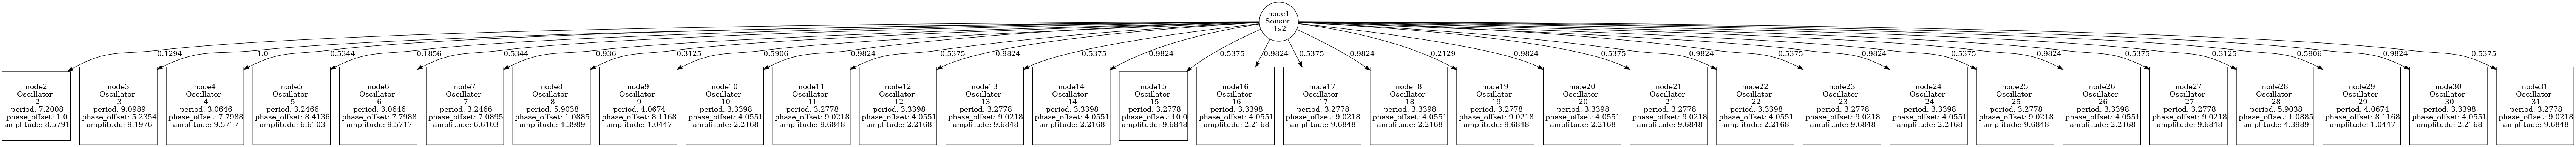 node1
Sensor
1s2
0.1294
1.0
-0.5344
0.1856
-0.5344
0.936
-0.3125
0.5906
0.9824
-0.5375
0.9824
-0.5375
0.9824
-0.5375
0.9824
-0.5375
0.9824
0.2129
0.9824
-0.5375
0.9824
-0.5375
0.9824
-0.5375
0.9824
-0.5375
-0.3125
0.5906
0.9824
-0.5375
node2
Oscillator
2
period: 7.2008
phase_offset: 1.0
amplitude: 8.5791
node3
Oscillator
3
period: 9.0989
phase_offset: 5.2354
amplitude: 9.1976
node4
Oscillator
4
period: 3.0646
phase_offset: 7.7988
amplitude: 9.5717
node5
Oscillator
5
period: 3.2466
phase_offset: 8.4136
amplitude: 6.6103
node6
Oscillator
6
period: 3.0646
phase_offset: 7.7988
amplitude: 9.5717
node7
Oscillator
7
period: 3.2466
phase_offset: 7.0895
amplitude: 6.6103
node8
Oscillator
8
period: 5.9038
phase_offset: 1.0885
amplitude: 4.3989
node9
Oscillator
9
period: 4.0674
phase_offset: 8.1168
amplitude: 1.0447
node10
Oscillator
10
period: 3.3398
phase_offset: 4.0551
amplitude: 2.2168
node11
Oscillator
11
period: 3.2778
phase_offset: 9.0218
amplitude: 9.6848
node12
Oscillator
12
period: 3.3398
phase_offset: 4.0551
amplitude: 2.2168
node13
Oscillator
13
period: 3.2778
phase_offset: 9.0218
amplitude: 9.6848
node14
Oscillator
14
period: 3.3398
phase_offset: 4.0551
amplitude: 2.2168
node15
Oscillator
15
period: 3.2778
phase_offset: 10.0
amplitude: 9.6848
node16
Oscillator
16
period: 3.3398
phase_offset: 4.0551
amplitude: 2.2168
node17
Oscillator
17
period: 3.2778
phase_offset: 9.0218
amplitude: 9.6848
node18
Oscillator
18
period: 3.3398
phase_offset: 4.0551
amplitude: 2.2168
node19
Oscillator
19
period: 3.2778
phase_offset: 9.0218
amplitude: 9.6848
node20
Oscillator
20
period: 3.3398
phase_offset: 4.0551
amplitude: 2.2168
node21
Oscillator
21
period: 3.2778
phase_offset: 9.0218
amplitude: 9.6848
node22
Oscillator
22
period: 3.3398
phase_offset: 4.0551
amplitude: 2.2168
node23
Oscillator
23
period: 3.2778
phase_offset: 9.0218
amplitude: 9.6848
node24
Oscillator
24
period: 3.3398
phase_offset: 4.0551
amplitude: 2.2168
node25
Oscillator
25
period: 3.2778
phase_offset: 9.0218
amplitude: 9.6848
node26
Oscillator
26
period: 3.3398
phase_offset: 4.0551
amplitude: 2.2168
node27
Oscillator
27
period: 3.2778
phase_offset: 9.0218
amplitude: 9.6848
node28
Oscillator
28
period: 5.9038
phase_offset: 1.0885
amplitude: 4.3989
node29
Oscillator
29
period: 4.0674
phase_offset: 8.1168
amplitude: 1.0447
node30
Oscillator
30
period: 3.3398
phase_offset: 4.0551
amplitude: 2.2168
node31
Oscillator
31
period: 3.2778
phase_offset: 9.0218
amplitude: 9.6848